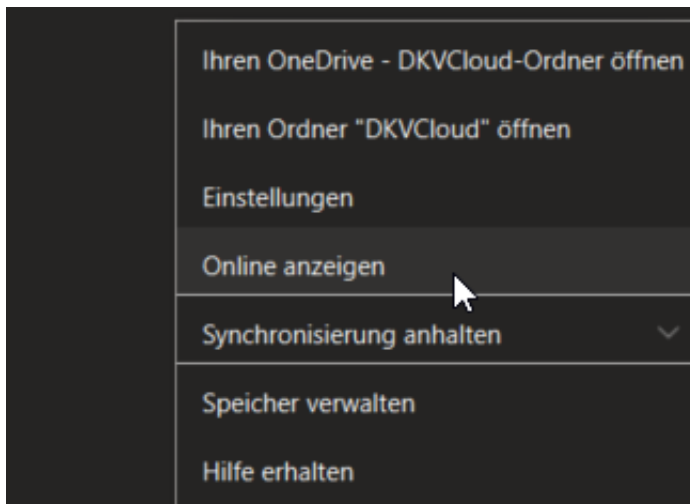 Ihren OneDrive - DKVCloud-Ordner öffnen
Ihren Ordner "DKVCloud" öffnen
Einstellungen
Online anzeigen
Synchronisierung anhalten
Speicher verwalten
Hilfe erhalten